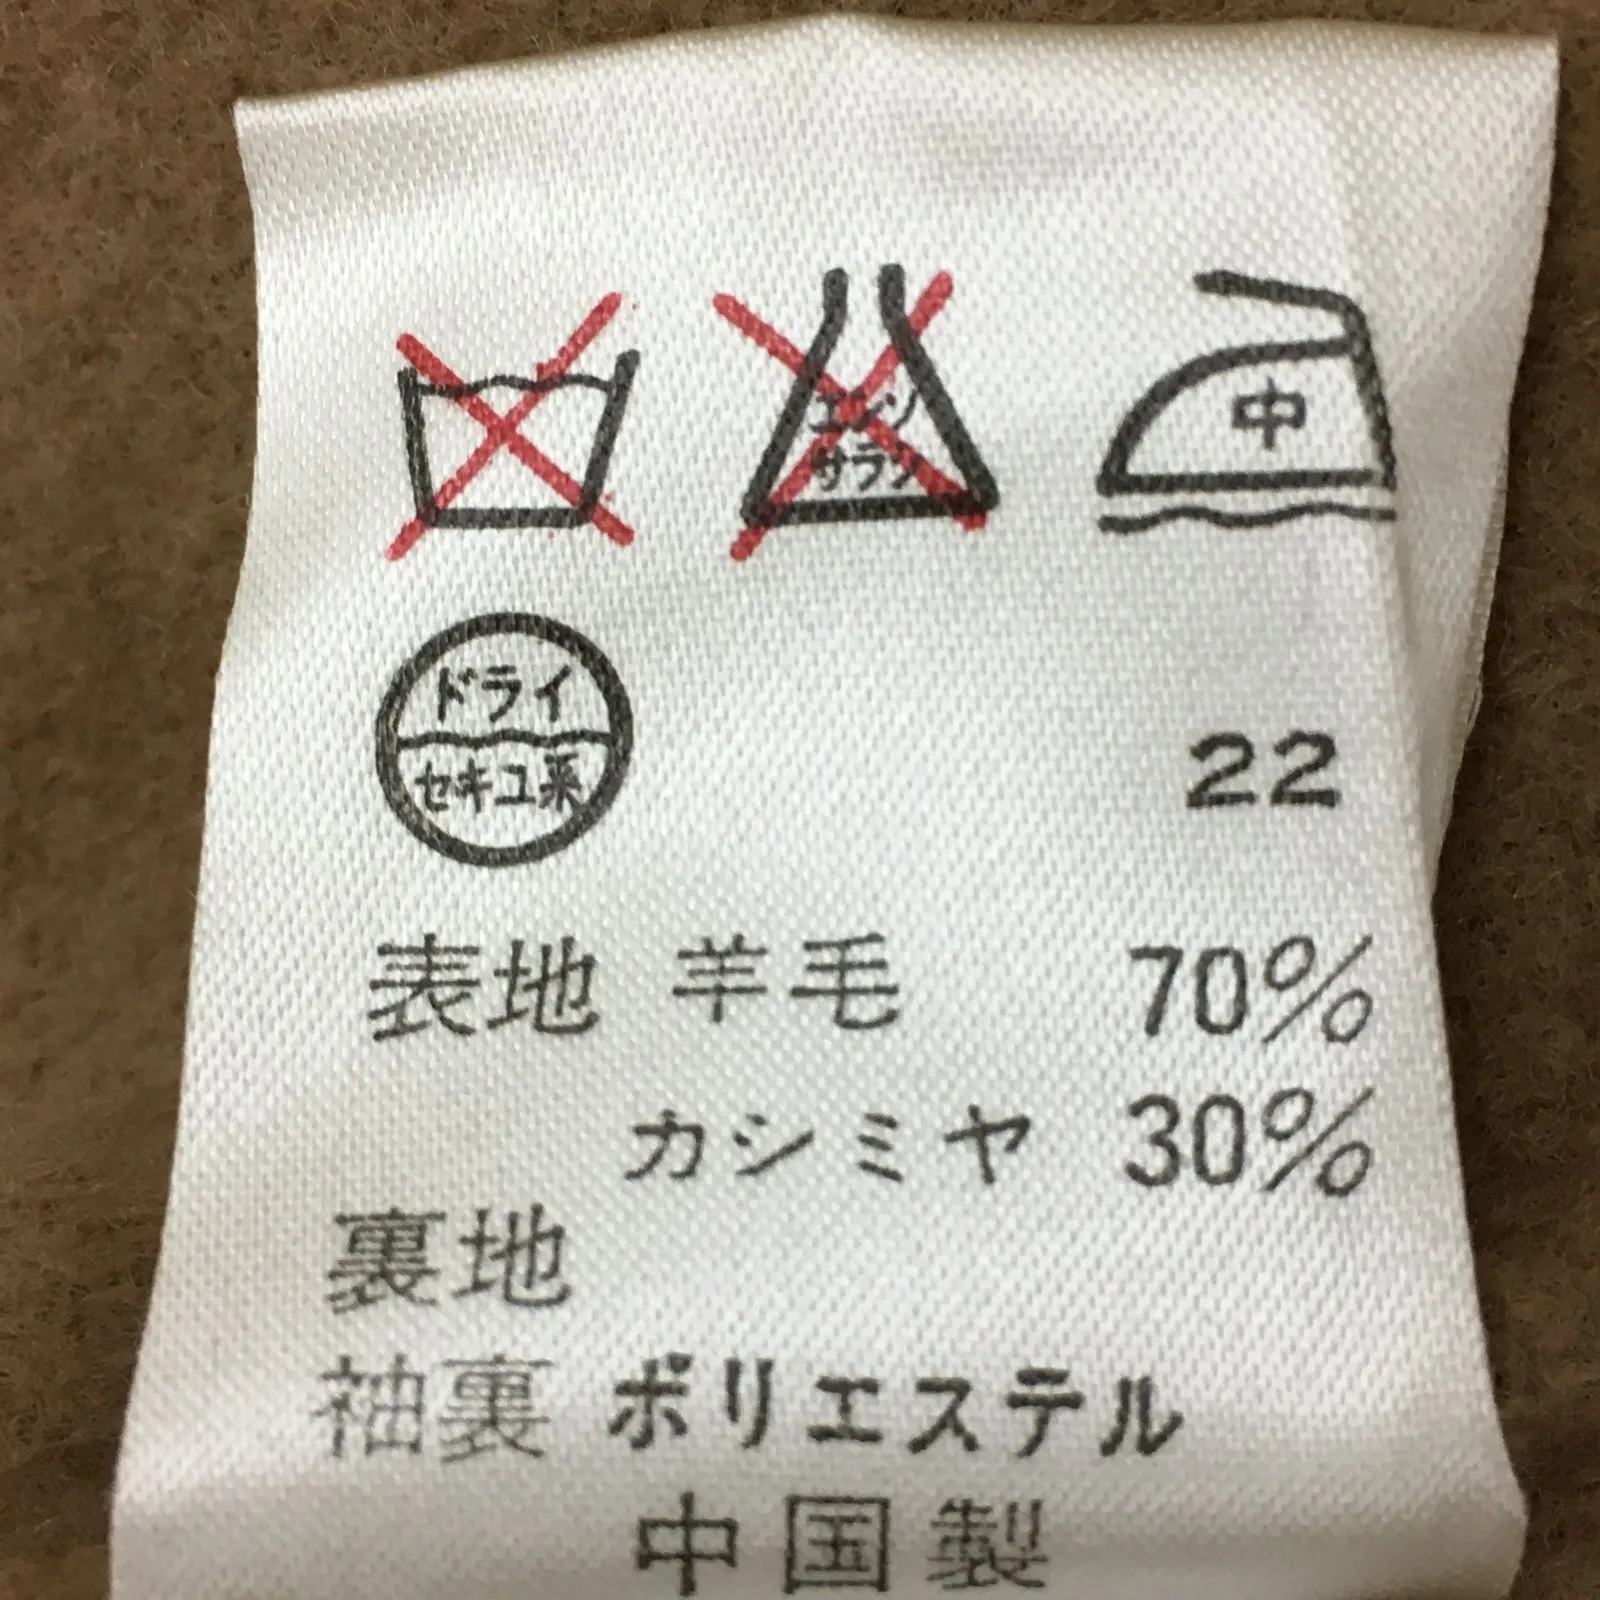 エンソ
サラシ
中
ドライ
セキユ系
22
表地 羊毛 70%
カシミヤ 30%
裏地
袖裏 ポリエステル
中国製